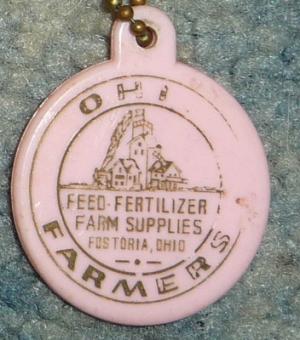 OHI
FEED-FERTILIZER
FARM SUPPLIES
FOSTORIA, OHIO
FARMERS